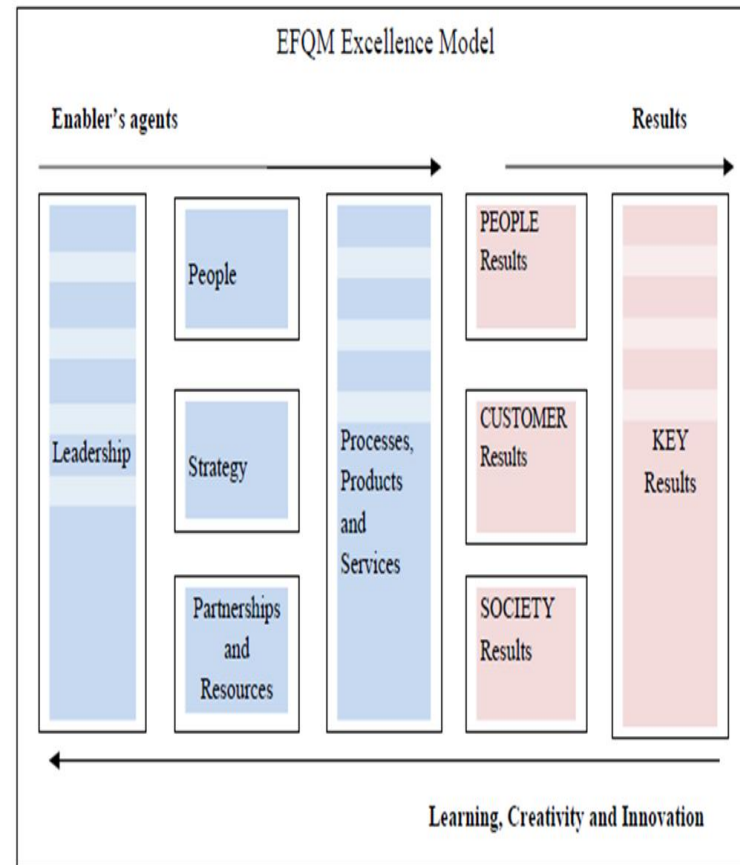 EFQM Excellence Model
Enabler's agents
Results
Leadership
People
Strategy
Partnerships
and
Resources
Processes,
Products
and
Services
PEOPLE
Results
CUSTOMER
Results
SOCIETY
Results
KEY
Results
Learning, Creativity and Innovation